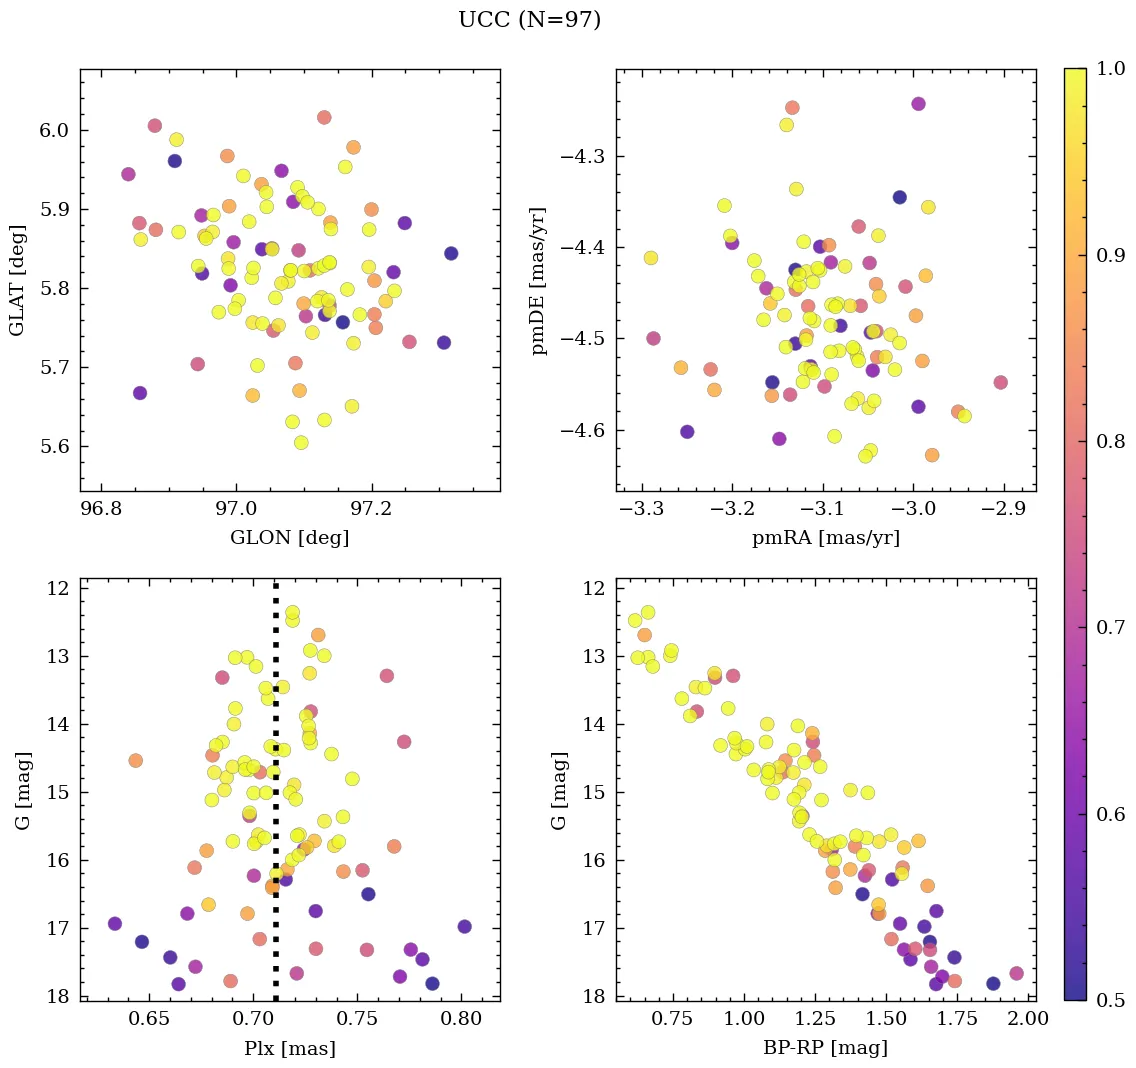 UCC (N=97)
6.0
5.9
5.8
5.7
5.6
GLAT [deg]
96.8 97.0 97.2
GLON [deg]
−4.3
−4.4
−4.5
−4.6
pmDE [mas/yr]
−3.3 −3.2 −3.1 −3.0 −2.9
pmRA [mas/yr]
12
13
14
15
16
17
18
G [mag]
0.65 0.70 0.75 0.80
Plx [mas]
12
13
14
15
16
17
18
G [mag]
0.75 1.00 1.25 1.50 1.75 2.00
BP-RP [mag]
1.0
0.9
0.8
0.7
0.6
0.5